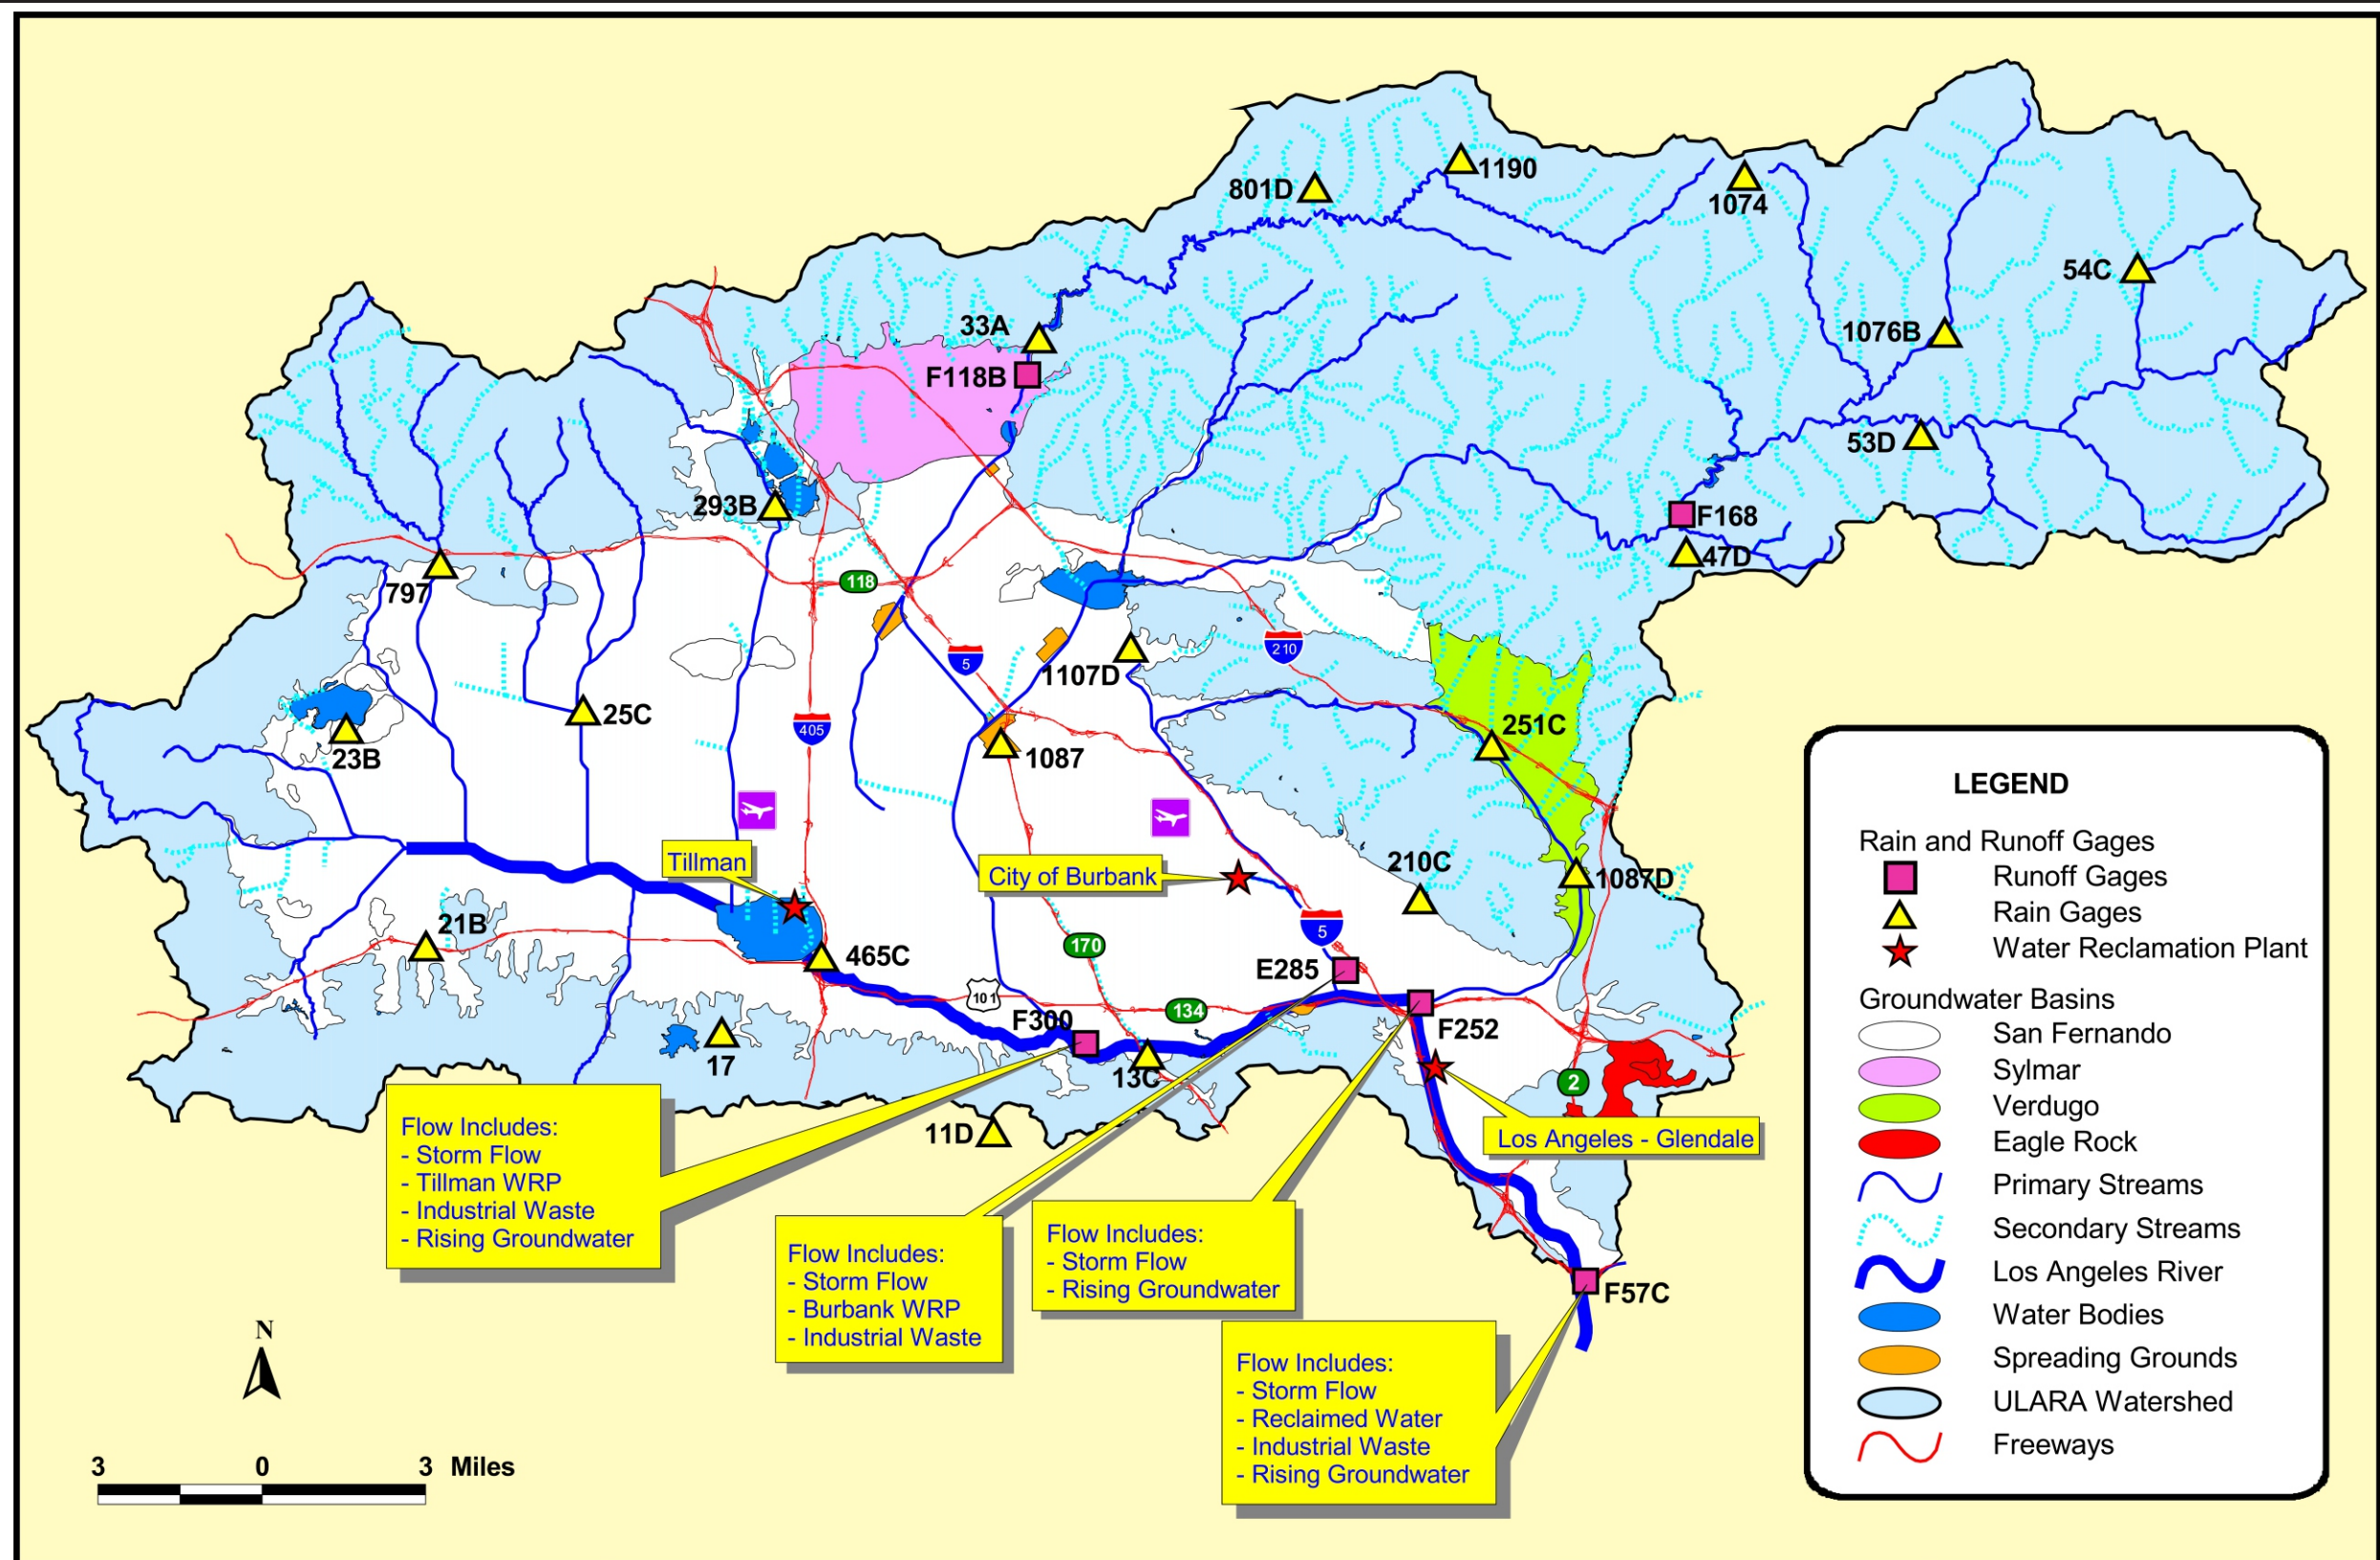 1190
801D
1074
54C
33A
1076B
F118B
53D
293B
F168
47D
118
797
5
210
1107D
25C
251C
405
23B
1087
Tillman
210C
City of Burbank
1087D
21B
5
170
465C
E285
101
134
F300
F252
17
13C
2
11D
Los Angeles - Glendale
F57C
Flow Includes:
- Storm Flow
- Tillman WRP
- Industrial Waste
- Rising Groundwater
Flow Includes:
- Storm Flow
- Burbank WRP
- Industrial Waste
Flow Includes:
- Storm Flow
- Rising Groundwater
Flow Includes:
- Storm Flow
- Reclaimed Water
- Industrial Waste
- Rising Groundwater
N
3 0 3 Miles
LEGEND
Rain and Runoff Gages
Runoff Gages
Rain Gages
Water Reclamation Plant
Groundwater Basins
San Fernando
Sylmar
Verdugo
Eagle Rock
Primary Streams
Secondary Streams
Los Angeles River
Water Bodies
Spreading Grounds
ULARA Watershed
Freeways